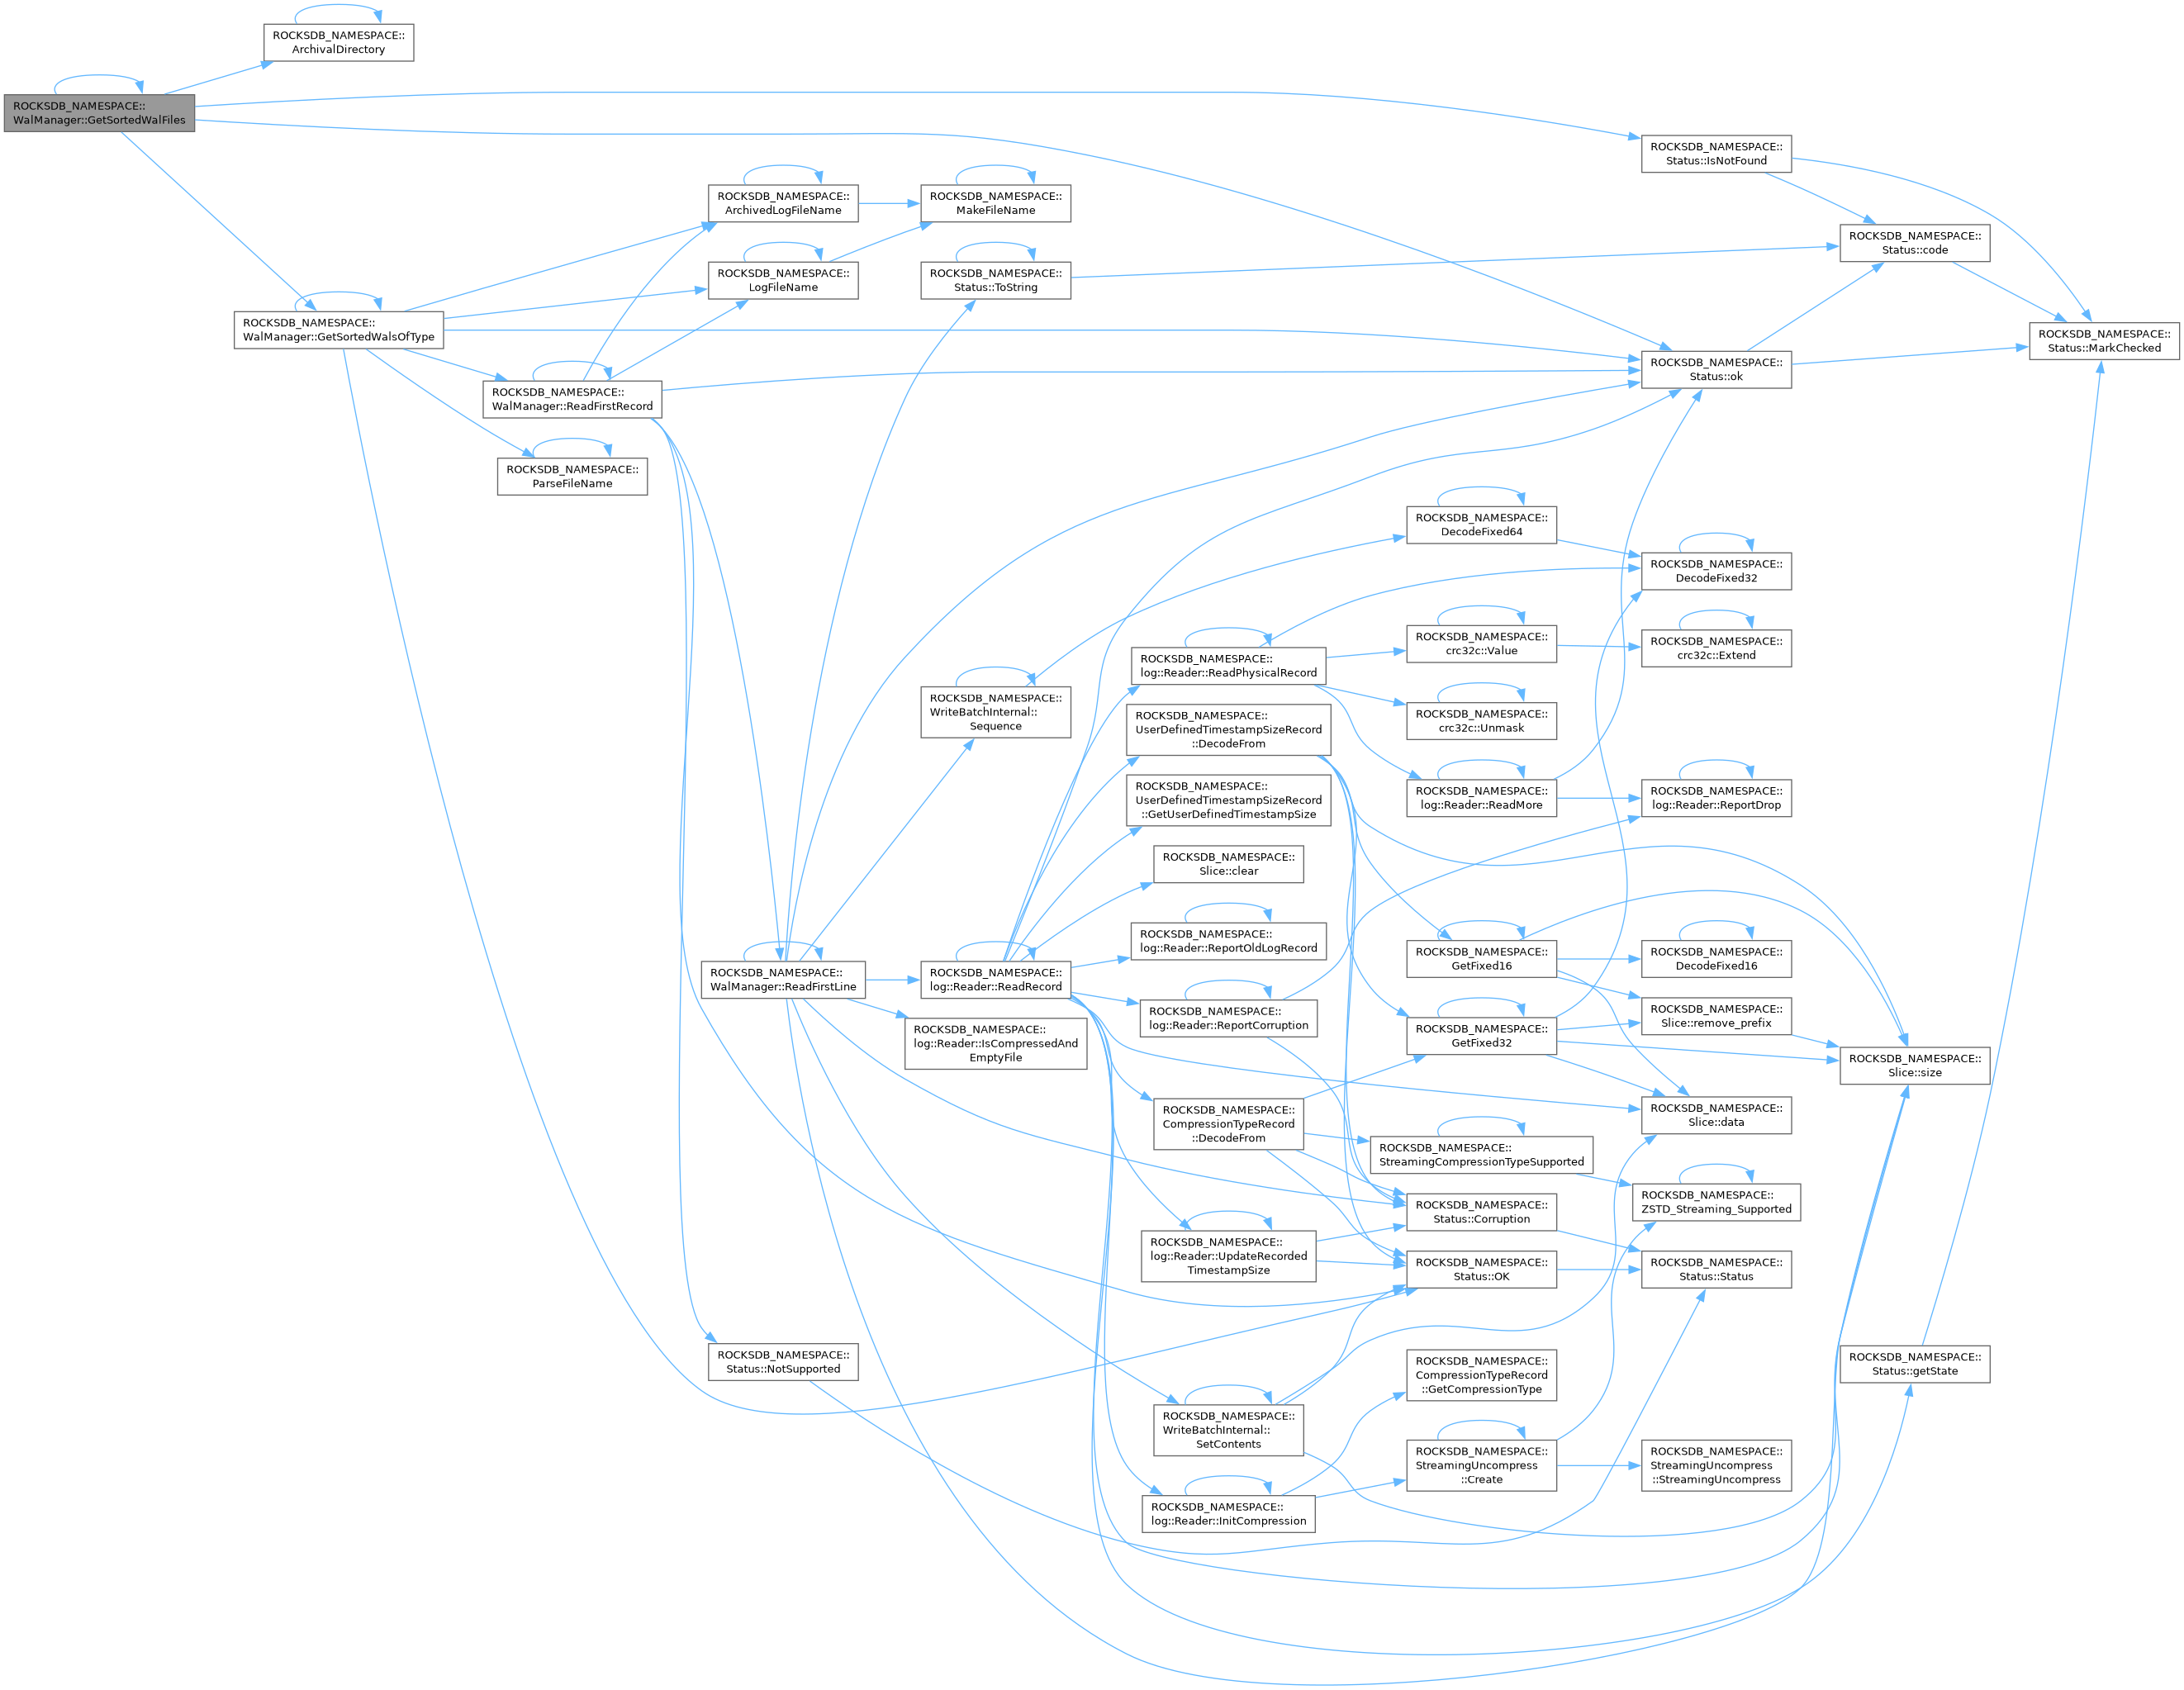 ROCKSDB_NAMESPACE::
ArchivalDirectory
ROCKSDB_NAMESPACE::
WalManager::GetSortedWalFiles
ROCKSDB_NAMESPACE::
Status::IsNotFound
ROCKSDB_NAMESPACE::
ArchivedLogFileName
ROCKSDB_NAMESPACE::
MakeFileName
ROCKSDB_NAMESPACE::
Status::code
ROCKSDB_NAMESPACE::
LogFileName
ROCKSDB_NAMESPACE::
Status::ToString
ROCKSDB_NAMESPACE::
WalManager::GetSortedWalsOfType
ROCKSDB_NAMESPACE::
Status::MarkChecked
ROCKSDB_NAMESPACE::
Status::ok
ROCKSDB_NAMESPACE::
WalManager::ReadFirstRecord
ROCKSDB_NAMESPACE::
ParseFileName
ROCKSDB_NAMESPACE::
DecodeFixed64
ROCKSDB_NAMESPACE::
DecodeFixed32
ROCKSDB_NAMESPACE::
crc32c::Value
ROCKSDB_NAMESPACE::
crc32c::Extend
ROCKSDB_NAMESPACE::
log::Reader::ReadPhysicalRecord
ROCKSDB_NAMESPACE::
WriteBatchInternal::
Sequence
ROCKSDB_NAMESPACE::
crc32c::Unmask
ROCKSDB_NAMESPACE::
UserDefinedTimestampSizeRecord
::DecodeFrom
ROCKSDB_NAMESPACE::
log::Reader::ReadMore
ROCKSDB_NAMESPACE::
log::Reader::ReportDrop
ROCKSDB_NAMESPACE::
UserDefinedTimestampSizeRecord
::GetUserDefinedTimestampSize
ROCKSDB_NAMESPACE::
Slice::clear
ROCKSDB_NAMESPACE::
log::Reader::ReportOldLogRecord
ROCKSDB_NAMESPACE::
GetFixed16
ROCKSDB_NAMESPACE::
DecodeFixed16
ROCKSDB_NAMESPACE::
WalManager::ReadFirstLine
ROCKSDB_NAMESPACE::
log::Reader::ReadRecord
ROCKSDB_NAMESPACE::
log::Reader::ReportCorruption
ROCKSDB_NAMESPACE::
Slice::remove_prefix
ROCKSDB_NAMESPACE::
log::Reader::IsCompressedAnd
EmptyFile
ROCKSDB_NAMESPACE::
GetFixed32
ROCKSDB_NAMESPACE::
Slice::size
ROCKSDB_NAMESPACE::
Slice::data
ROCKSDB_NAMESPACE::
CompressionTypeRecord
::DecodeFrom
ROCKSDB_NAMESPACE::
StreamingCompressionTypeSupported
ROCKSDB_NAMESPACE::
ZSTD_Streaming_Supported
ROCKSDB_NAMESPACE::
Status::Corruption
ROCKSDB_NAMESPACE::
log::Reader::UpdateRecorded
TimestampSize
ROCKSDB_NAMESPACE::
Status::OK
ROCKSDB_NAMESPACE::
Status::Status
ROCKSDB_NAMESPACE::
Status::NotSupported
ROCKSDB_NAMESPACE::
Status::getState
ROCKSDB_NAMESPACE::
CompressionTypeRecord
::GetCompressionType
ROCKSDB_NAMESPACE::
WriteBatchInternal::
SetContents
ROCKSDB_NAMESPACE::
StreamingUncompress
::Create
ROCKSDB_NAMESPACE::
StreamingUncompress
::StreamingUncompress
ROCKSDB_NAMESPACE::
log::Reader::InitCompression